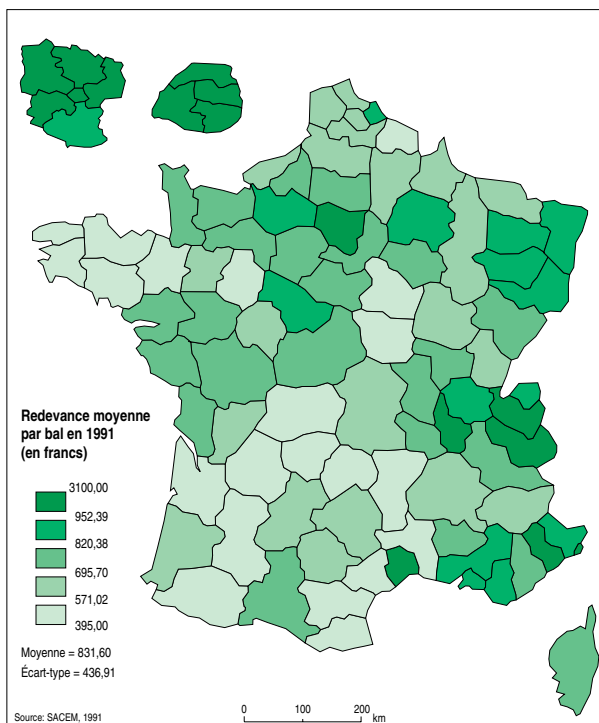 Redevance moyenne
par bal en 1991
(en francs)
3100,00
952,39
820,38
695,70
571,02
395,00
Moyenne = 831,60
Écart-type = 436,91
Source: SACEM, 1991
0 100 200
km